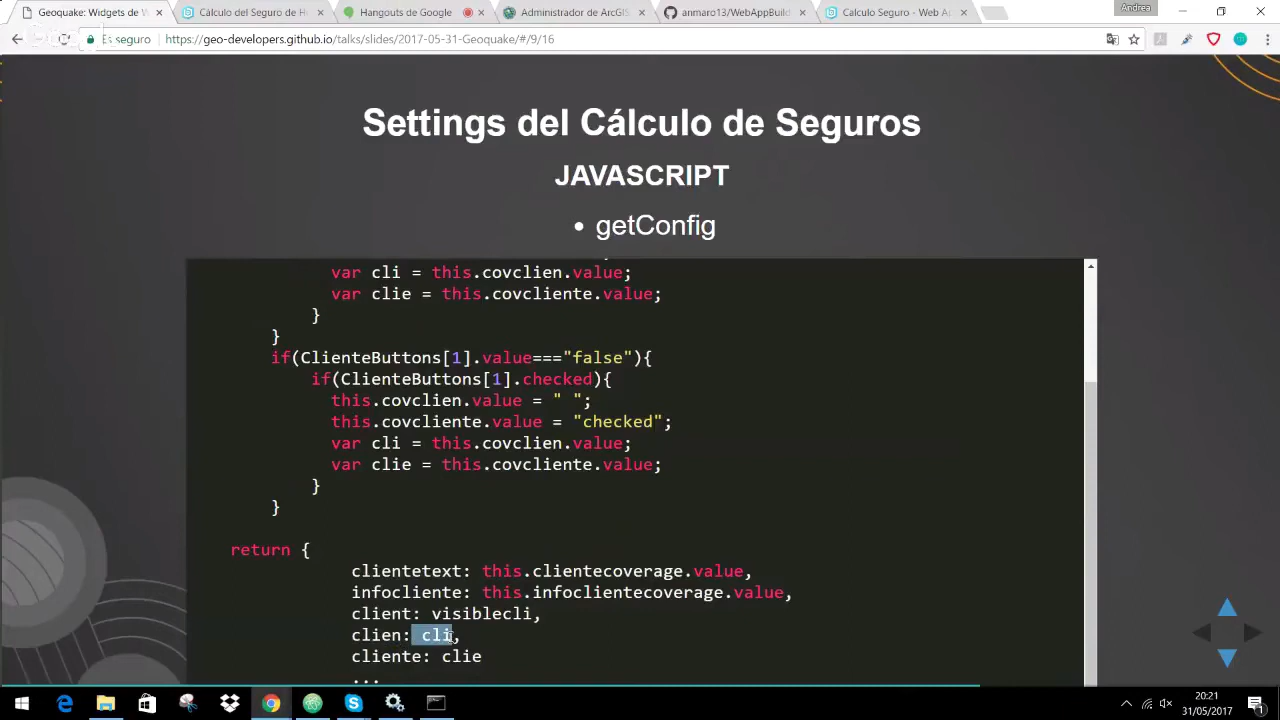 Geoquake: Widgets de W
Cálculo del Seguro de H
Hangouts de Google
Administrador de ArcGIS
anmaro13/WebAppBuild
Calculo Seguro - Web A
Andrea
Es seguro
https://geo-developers.github.io/talks/slides/2017-05-31-Geoquake/#/9/16
Settings del Cálculo de Seguros
JAVASCRIPT
• getConfig
var cli = this.covclien.value;
var clie = this.covcliente.value;
}
}
if(ClienteButtons[1].value==="false"){
if(ClienteButtons[1].checked){
this.covclien.value = " ";
this.covcliente.value = "checked";
var cli = this.covclien.value;
var clie = this.covcliente.value;
}
}
return {
clientetext: this.clientecoverage.value,
infocliente: this.infoclientecoverage.value,
client: visiblecli,
clien: cli,
cliente: clie
...
20:21
31/05/2017